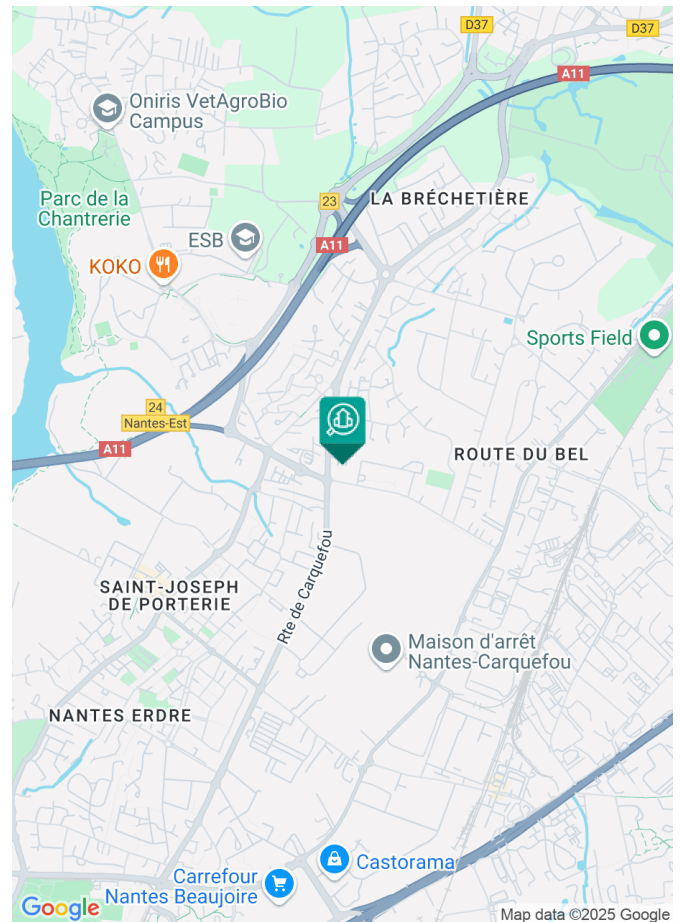 D37
D37
A11
Oniris VetAgroBio
Campus
Parc de la
Chantrerie
23
LA BRÉCHETIÈRE
ESB
A11
KOKO
Sports Field
24
Nantes-Est
A11
ROUTE DU BEL
Rte de Carquefou
SAINT-JOSEPH
DE PORTERIE
Maison d'arrêt
Nantes-Carquefou
NANTES ERDRE
Castorama
Carrefour
Nantes Beaujoire
Google
Map data ©2025 Google